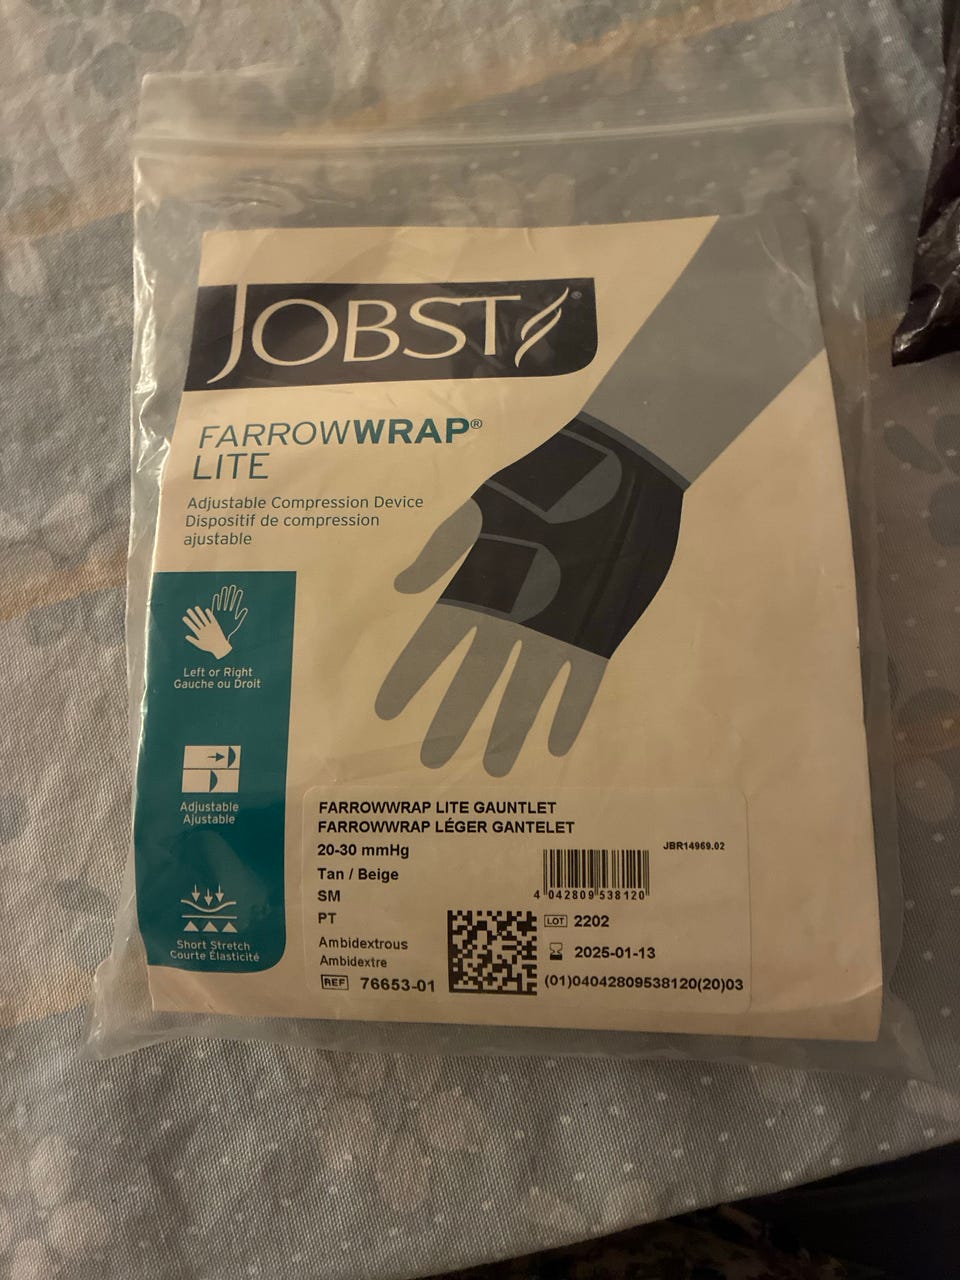 JOBST®
FARROWWRAP®
LITE
Adjustable Compression Device
Dispositif de compression
ajustable
Left or Right
Gauche ou Droit
Adjustable
Ajustable
Short Stretch
Courte Élasticité
FARROWWRAP LITE GAUNTLET
FARROWWRAP LÉGER GANTELET
20-30 mmHg
JBR14969.02
Tan / Beige
SM
4 042809 538120
PT
LOT 2202
Ambidextrous
Ambidextre
2025-01-13
REF 76653-01
(01)04042809538120(20)03